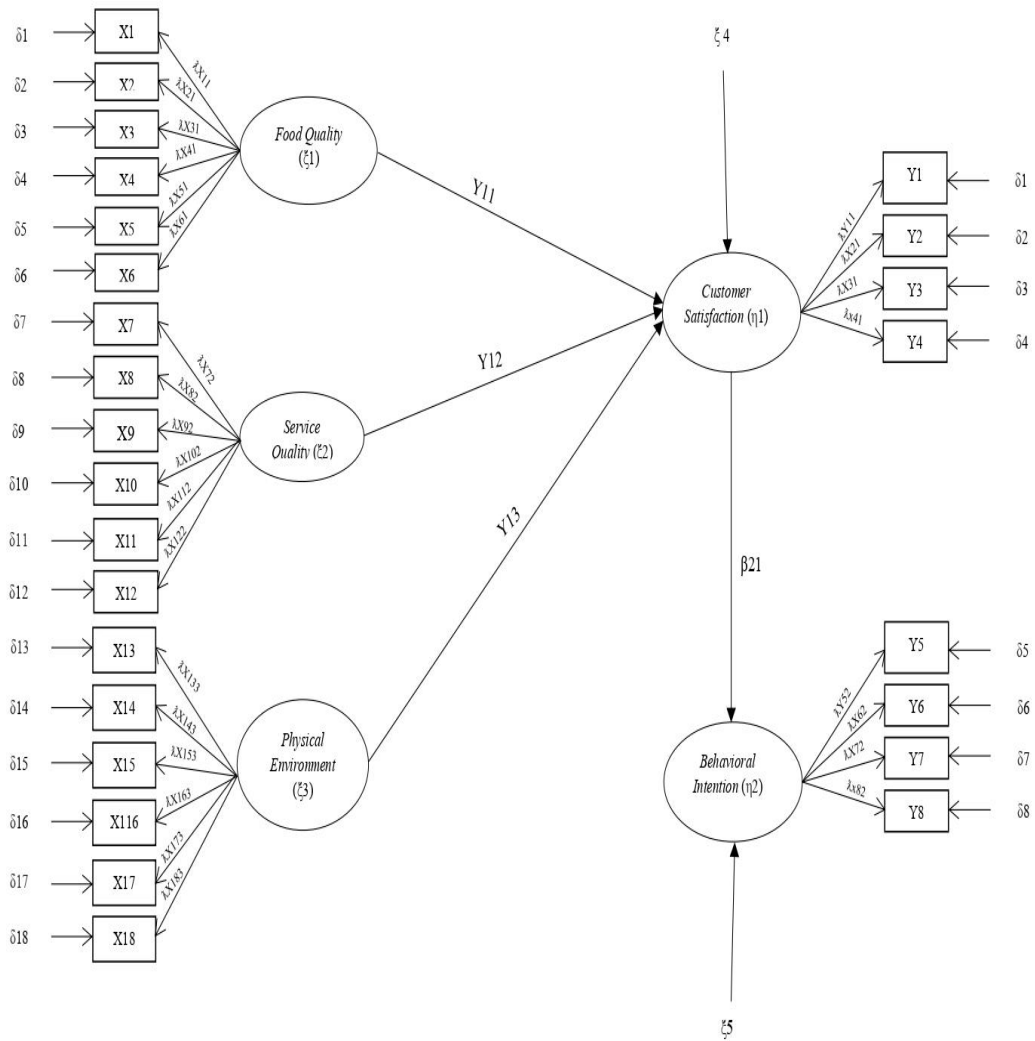 δ1
X1
δ2
X2
δ3
X3
δ4
X4
δ5
X5
δ6
X6
λX11
λX21
λX31
λX41
λX51
λX61
Food Quality
(ξ1)
δ7
X7
δ8
X8
δ9
X9
δ10
X10
δ11
X11
δ12
X12
λX72
λX82
λX92
λX102
λX112
λX122
Service
Quality (ξ2)
δ13
X13
δ14
X14
δ15
X15
δ16
X116
δ17
X17
δ18
X18
λX133
λX143
λX153
λX163
λX173
λX183
Physical
Environment
(ξ3)
Y11
Y12
Y13
ξ 4
Customer
Satisfaction (η1)
λY11
λX21
λX31
λx41
Y1
δ1
Y2
δ2
Y3
δ3
Y4
δ4
β21
Behavioral
Intention (η2)
λY52
λX62
λX72
λx82
Y5
δ5
Y6
δ6
Y7
δ7
Y8
δ8
ξ5